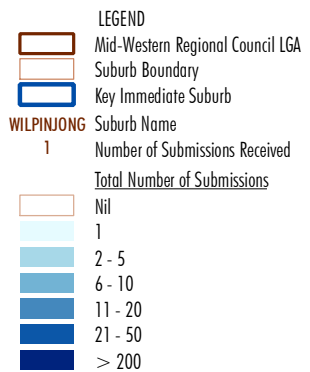 LEGEND
Mid-Western Regional Council LGA
Suburb Boundary
Key Immediate Suburb
WILPINJONG Suburb Name
1 Number of Submissions Received
Total Number of Submissions
Nil
1
2 - 5
6 - 10
11 - 20
21 - 50
> 200